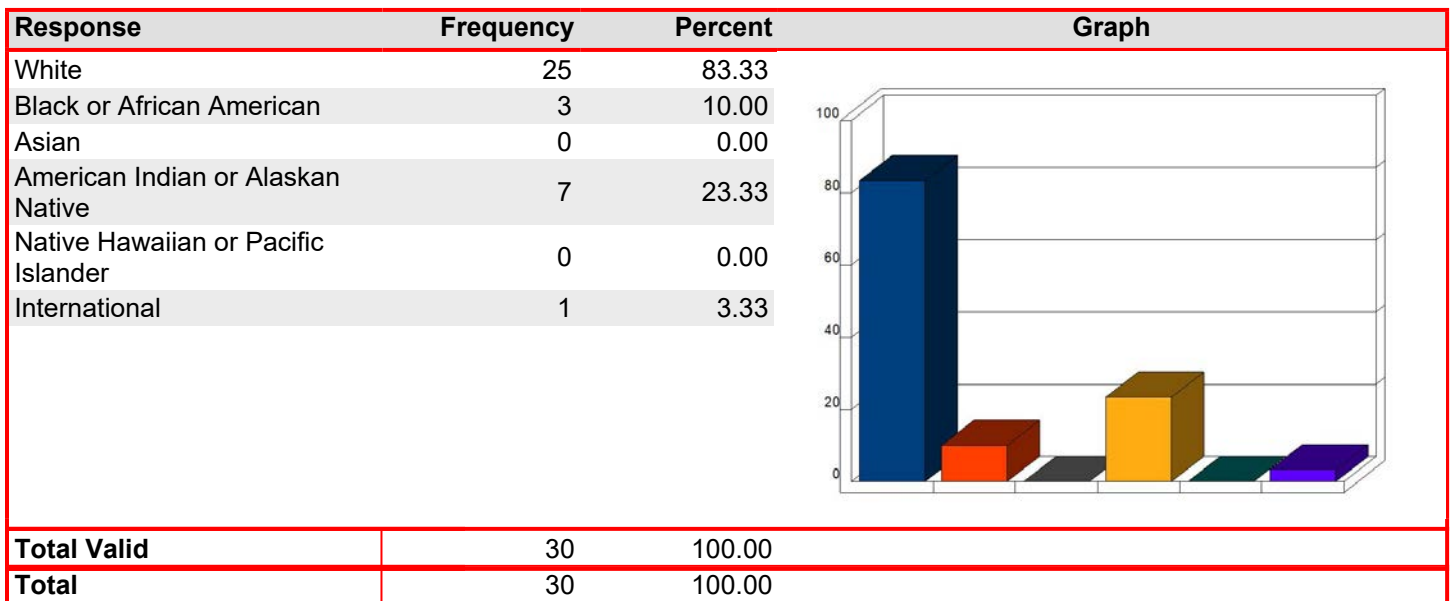 Response Frequency Percent Graph
White 25 83.33
Black or African American 3 10.00
Asian 0 0.00
American Indian or Alaskan
Native 7 23.33
Native Hawaiian or Pacific
Islander 0 0.00
International 1 3.33
100
80
60
40
20
0
Total Valid 30 100.00
Total 30 100.00